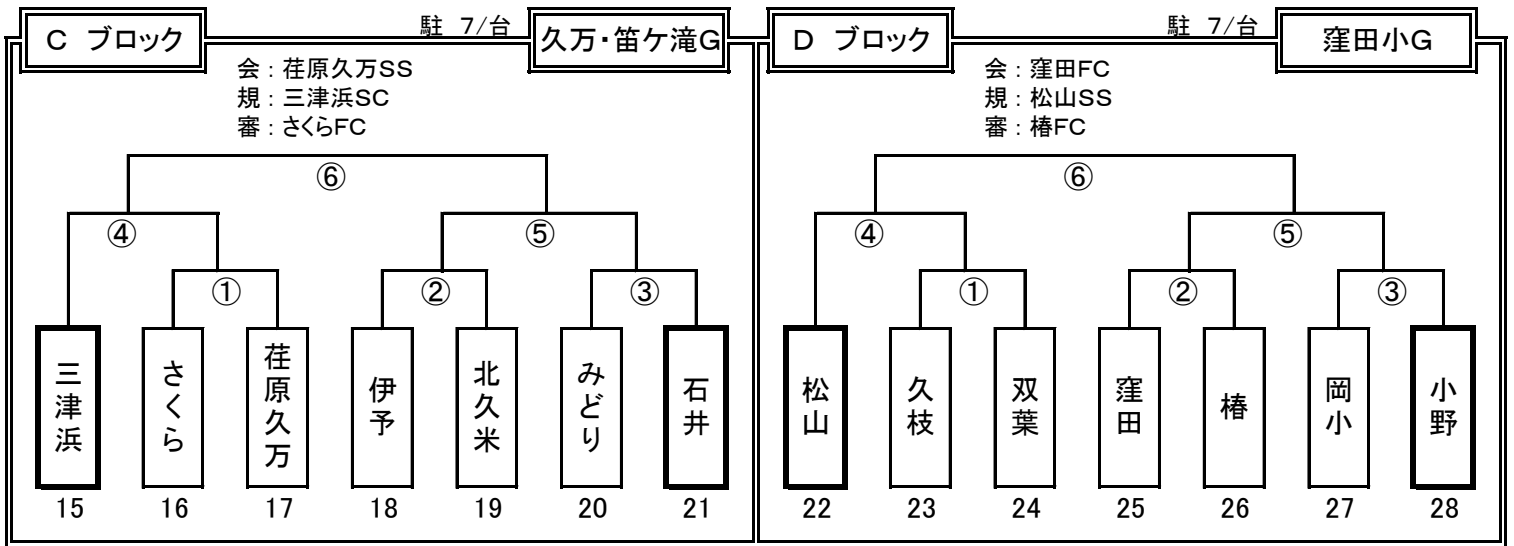 C ブロック
駐 7/台
久万・笛ケ滝G
会：荏原久万SS
規：三津浜SC
審：さくらFC
⑥
④
⑤
①
②
③
三津浜
さくら
荏原久万
伊予
北久米
みどり
石井
15
16
17
18
19
20
21
D ブロック
駐 7/台
窪田小G
会：窪田FC
規：松山SS
審：椿FC
⑥
④
⑤
①
②
③
松山
久枝
双葉
窪田
椿
岡小
小野
22
23
24
25
26
27
28